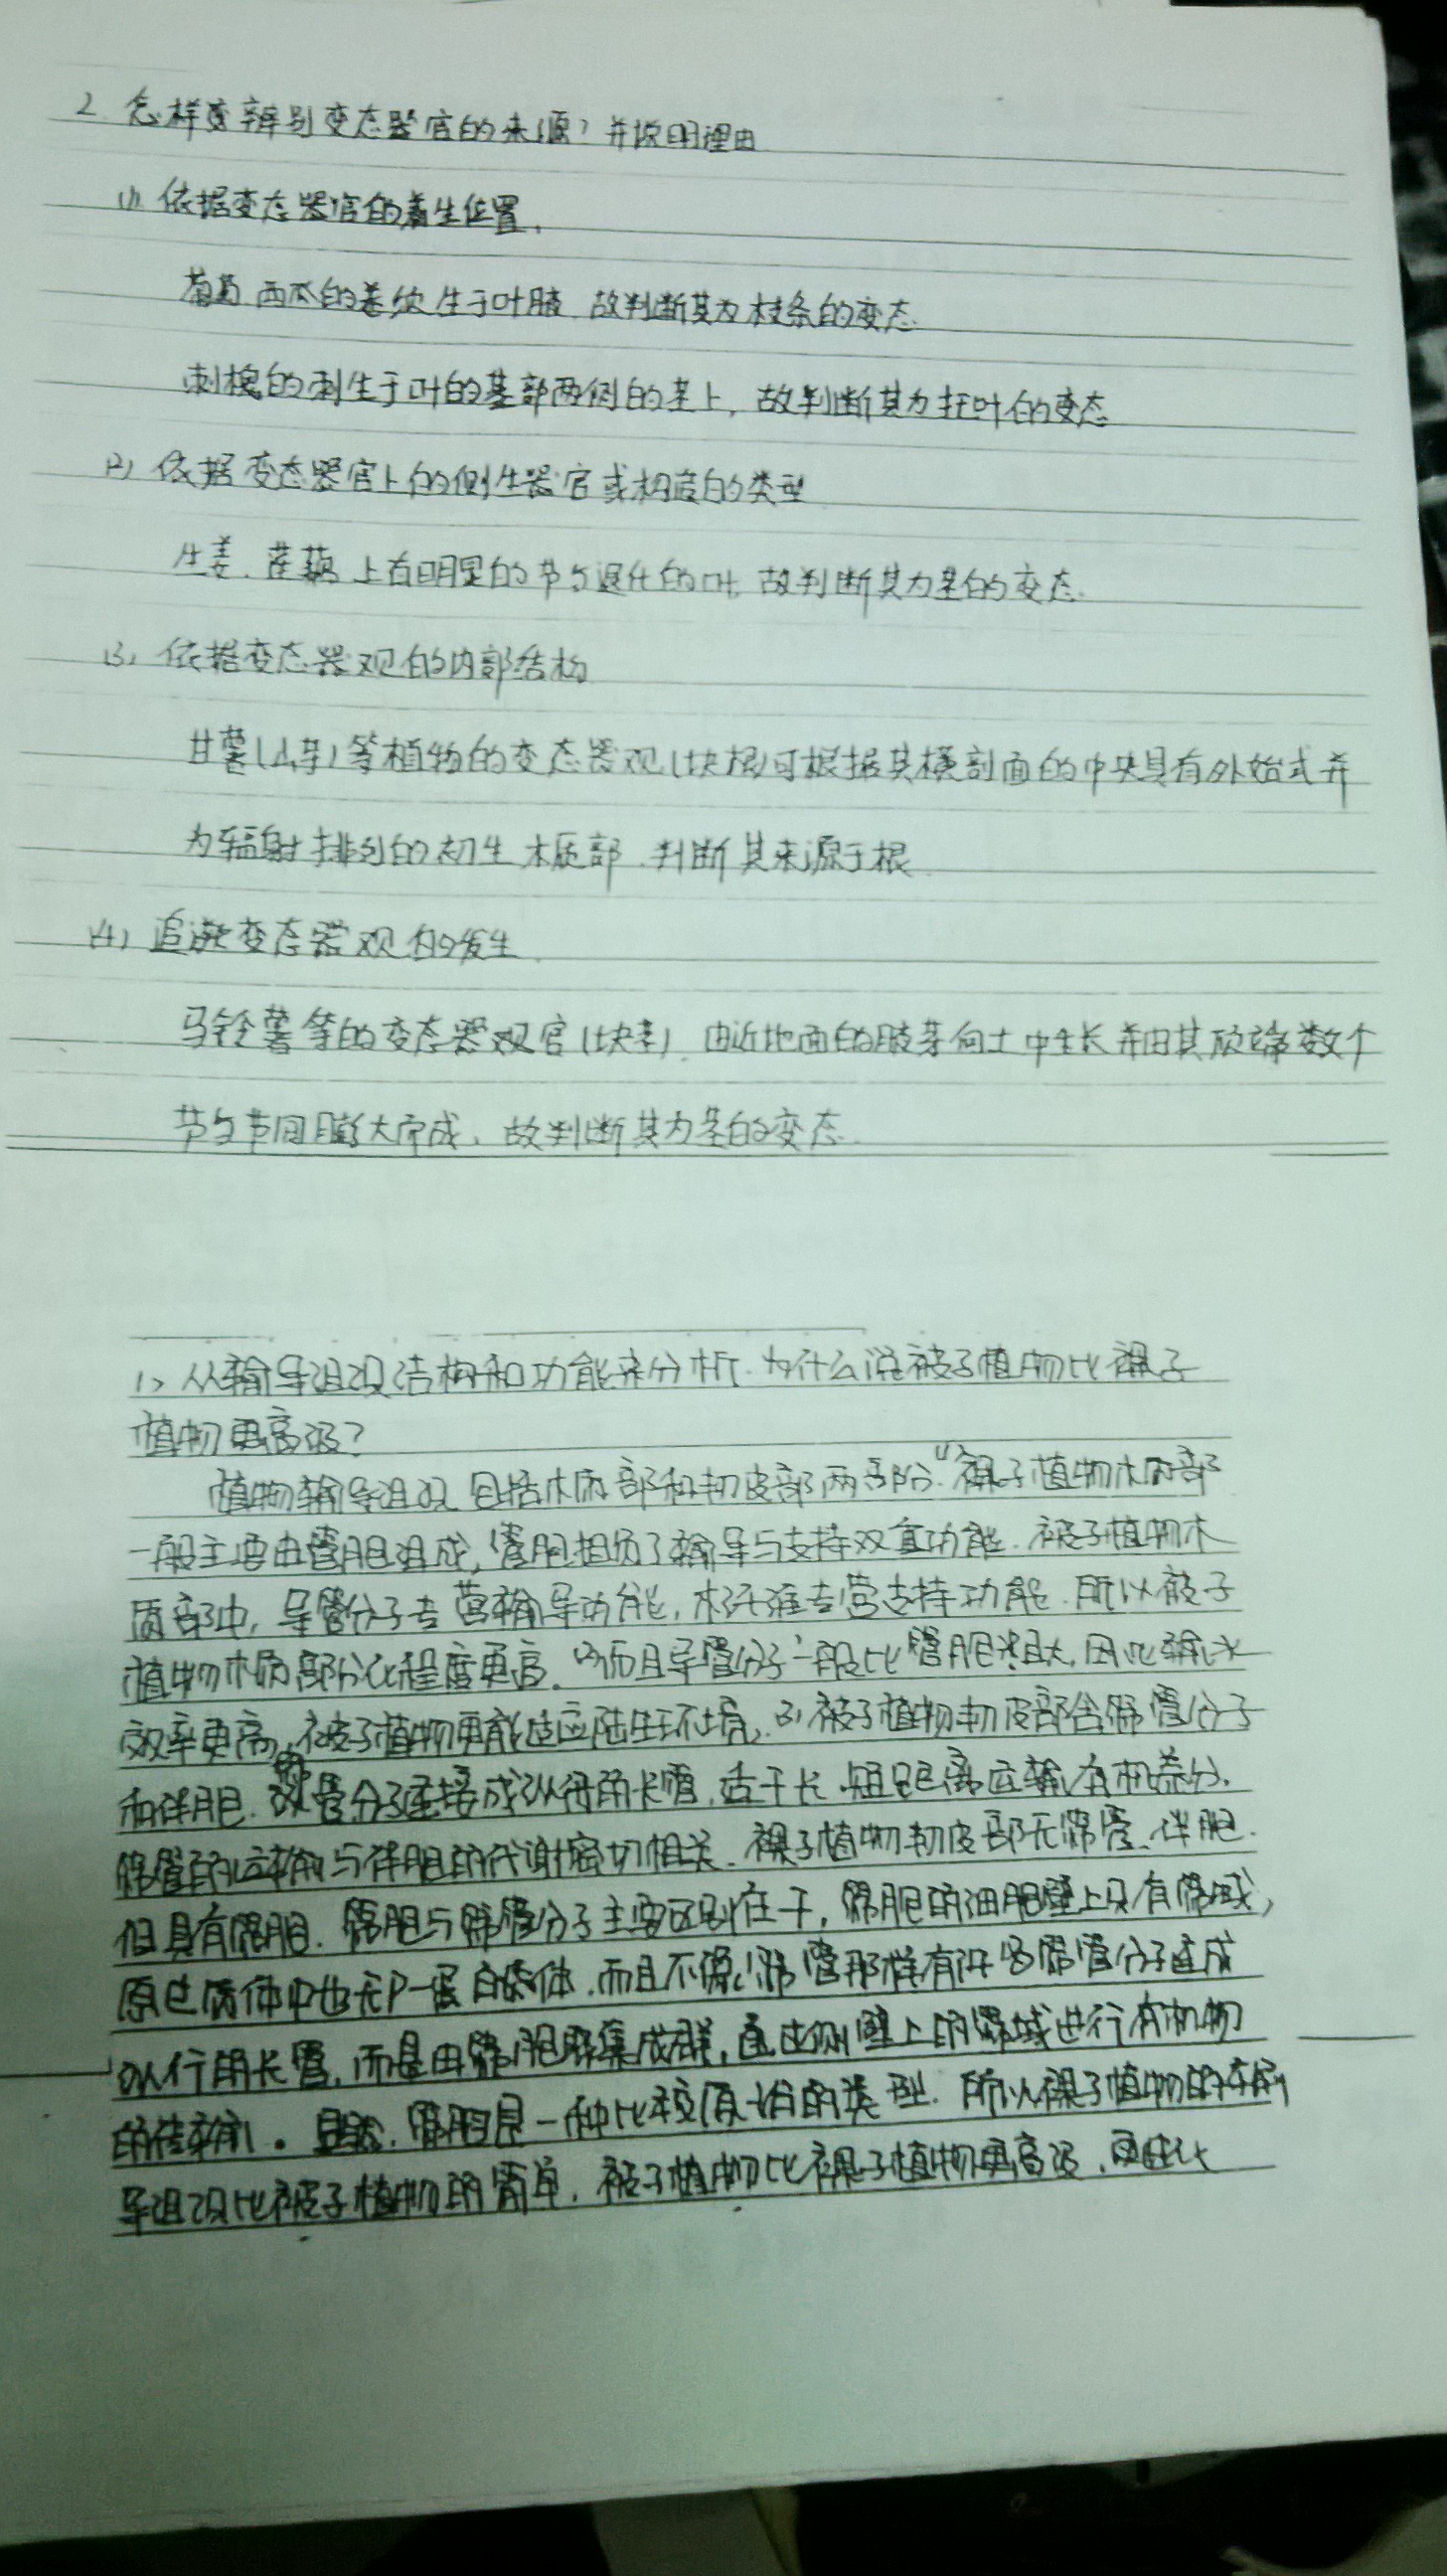 2. 怎样辨别变态器官的来源？并说明理由
(1) 依据变态器官的着生位置.
葡萄 西瓜的卷须生于叶腋 故判断其为枝条的变态
刺槐的刺生于叶的基部两侧的茎上, 故判断其为托叶的变态
(2) 依据变态器官上的侧生器官或构造的类型
生姜. 莲藕 上有明显的节与退化的叶, 故判断其为茎的变态.
(3) 依据变态器观的内部结构
甘薯(山芋)等植物的变态器观(块根)可根据其横剖面的中央具有外始式并
为辐射排列的初生木质部 判断其来源于根
(4) 追溯变态器观的发生
马铃薯等的变态器官(块茎). 由近地面的腋芽向土中生长并由其顶端数个
节与节间膨大而成, 故判断其为茎的变态.
1> 从输导组织结构和功能来分析. 为什么说被子植物比裸子
植物更高级?
植物输导组织包括木质部和韧皮部两部分. (1)裸子植物木质部
一般主要由管胞组成, 管胞担负了输导与支持双重功能. 被子植物木
质部中, 导管分子专营输导功能, 木纤维专营支持功能. 所以被子
植物木质部分化程度更高. (2)而且导管分子一般比管胞粗大, 因此输水
效率更高, 被子植物更能适应陆生环境. (3)被子植物韧皮部含筛管分子
和伴胞. 筛管分子连接成纵行的长管, 适于长、短距离运输有机养分.
筛管的运输与伴胞的代谢密切相关. 裸子植物韧皮部无筛管、伴胞.
但具有筛胞. 筛胞与筛管分子主要区别在于, 筛胞的细胞壁上只有筛域,
原生质体中也无P-蛋白体. 而且不像筛管那样有许多筛管分子连成
纵行的长管, 而是由筛胞聚集成群, 通过侧壁上的筛域进行有机物
的传输。显然. 筛胞是一种比较原始的类型. 所以裸子植物的输
导组织比被子植物的简单. 被子植物比裸子植物更高级.